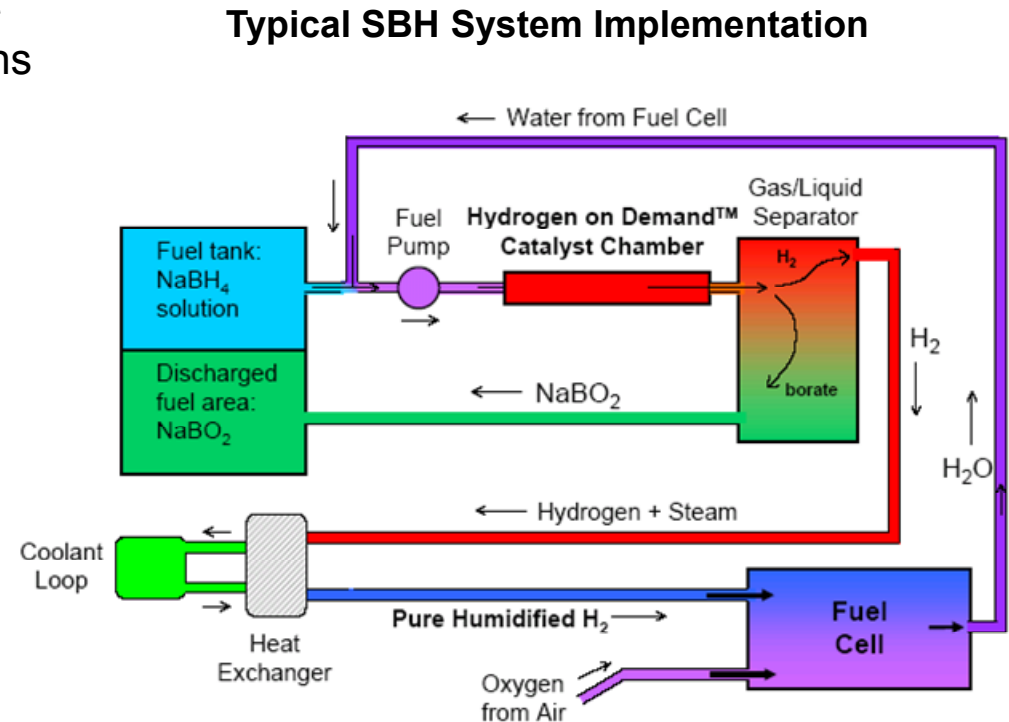 Typical SBH System Implementation
ns
← Water from Fuel Cell
Fuel
Pump
Hydrogen on Demand™
Catalyst Chamber
Gas/Liquid
Separator
Fuel tank:
NaBH₄
solution
H₂
borate
Discharged
fuel area:
NaBO₂
← NaBO₂
H₂
H₂O
← Hydrogen + Steam
Coolant
Loop
Heat
Exchanger
Pure Humidified H₂→
Fuel
Cell
Oxygen
from Air